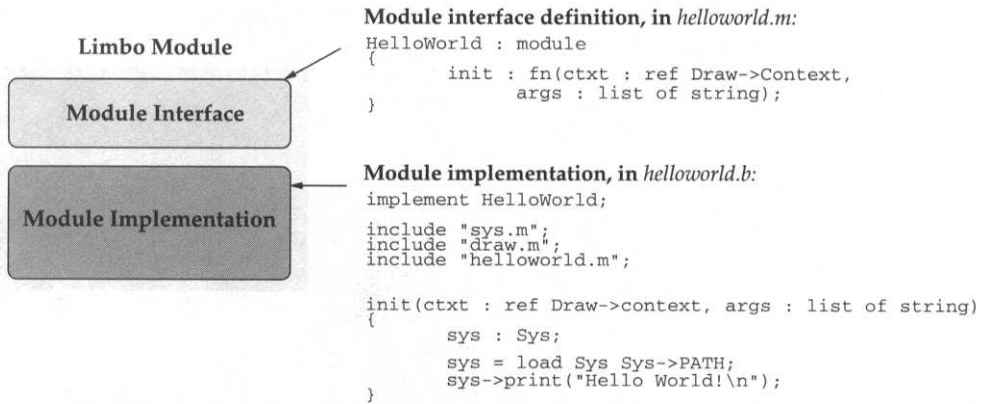 Limbo Module
Module Interface
Module Implementation
Module interface definition, in helloworld.m:
HelloWorld : module
{
init : fn(ctxt : ref Draw->Context,
args : list of string);
}
Module implementation, in helloworld.b:
implement HelloWorld;
include "sys.m";
include "draw.m";
include "helloworld.m";
init(ctxt : ref Draw->context, args : list of string)
{
sys : Sys;
sys = load Sys Sys->PATH;
sys->print("Hello World!\n");
}